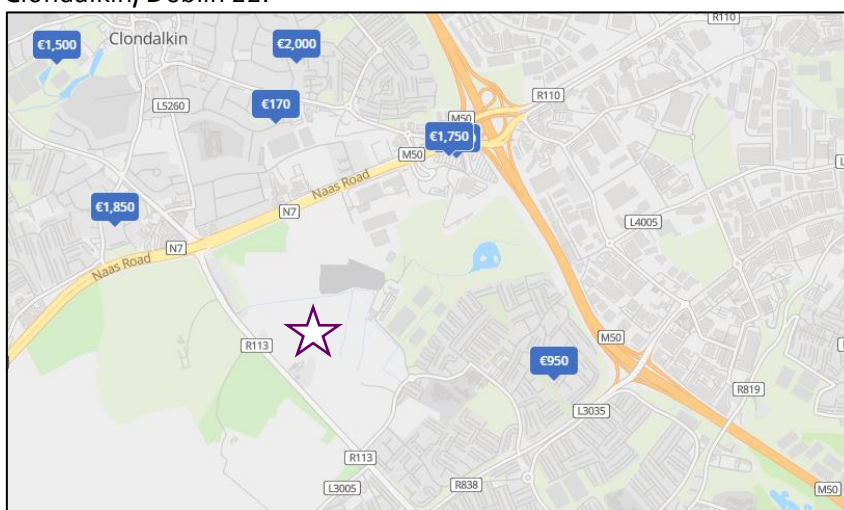 Clondalkin, Dublin 22.
R110
€1,500
Clondalkin
€2,000
R110
€170
L5260
M50
€1,750
M50
Naas Road
€1,850
N7
L4005
N7
Naas Road
M50
R113
€950
R819
L3035
R113
L3005
R838
M50